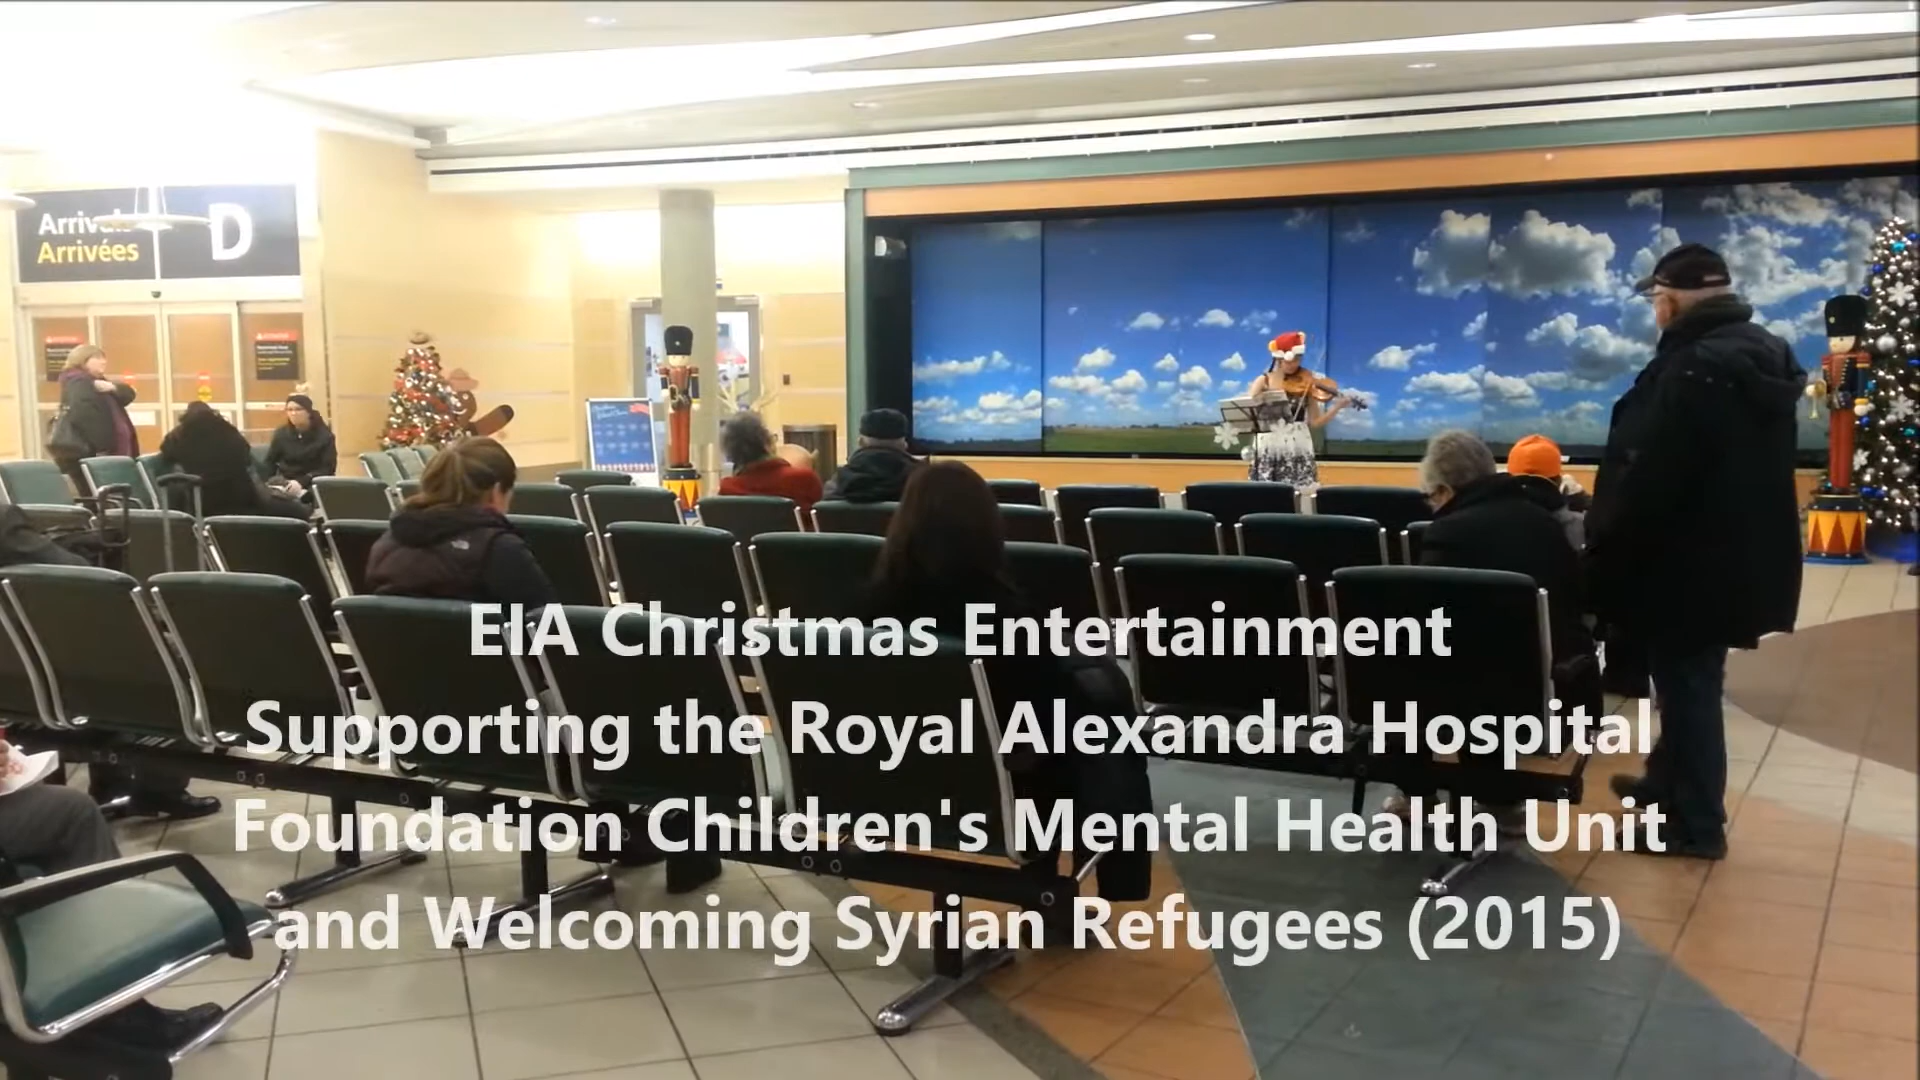 Arrivals
Arrivées
D
EIA Christmas Entertainment
Supporting the Royal Alexandra Hospital
Foundation Children's Mental Health Unit
and Welcoming Syrian Refugees (2015)